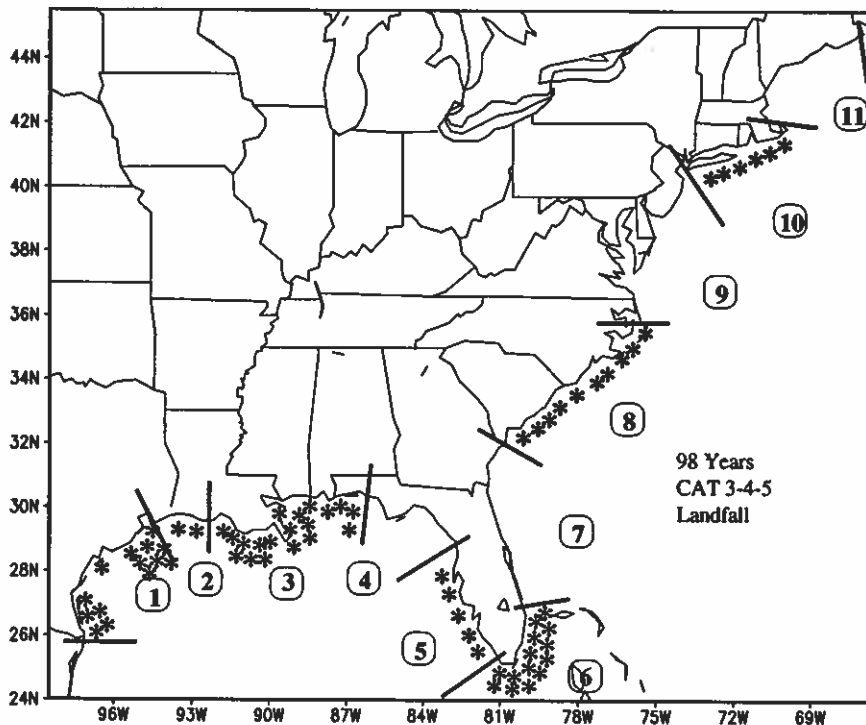 44N
42N
40N
38N
36N
34N
32N
30N
28N
26N
24N
11
10
9
8
98 Years
CAT 3-4-5
Landfall
7
1
2
3
4
5
6
96W
93W
90W
87W
84W
81W
78W
75W
72W
69W